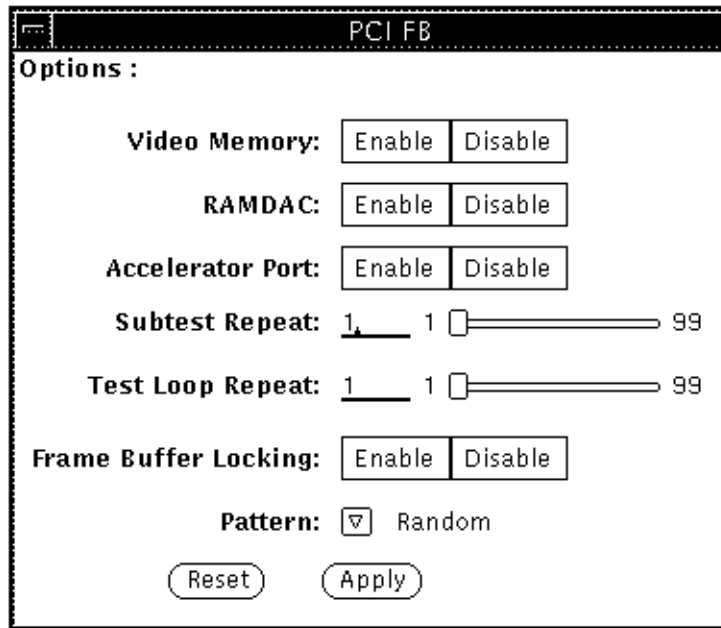 PCI FB
Options :
Video Memory: Enable Disable
RAMDAC: Enable Disable
Accelerator Port: Enable Disable
Subtest Repeat: 1 1 99
Test Loop Repeat: 1 1 99
Frame Buffer Locking: Enable Disable
Pattern: Random
Reset Apply